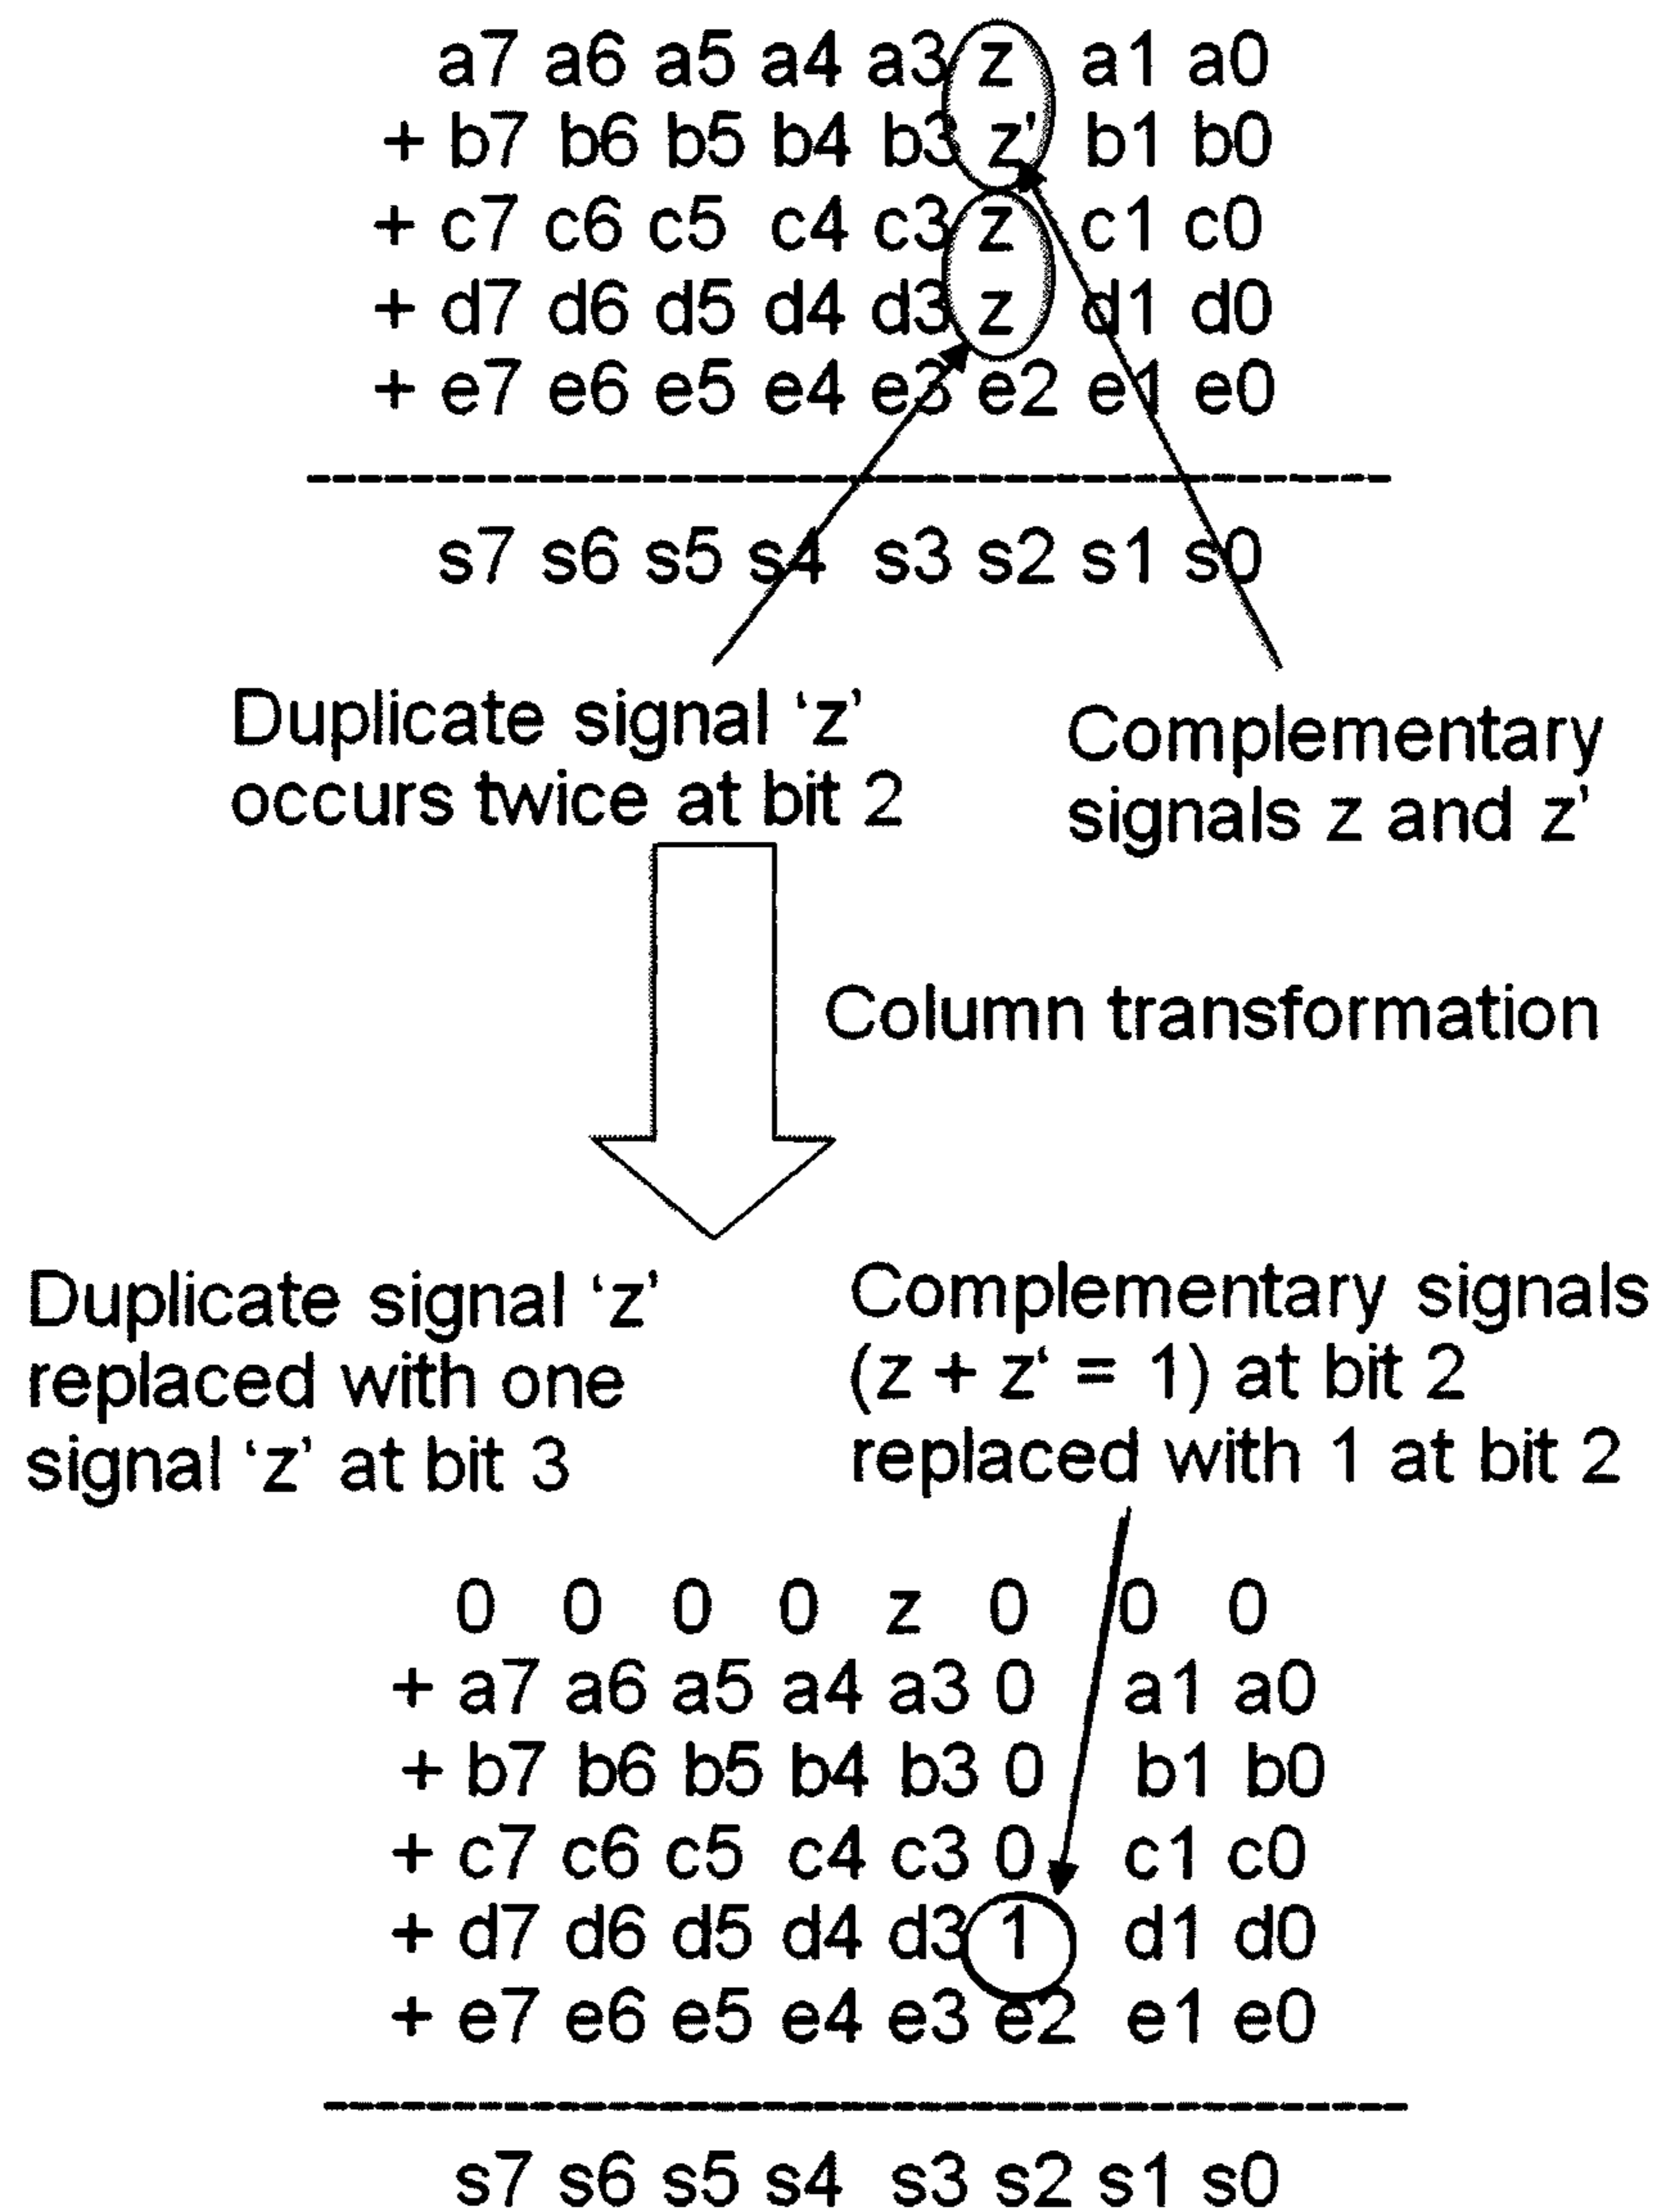 a7 a6 a5 a4 a3 z a1 a0
+ b7 b6 b5 b4 b3 z' b1 b0
+ c7 c6 c5 c4 c3 z c1 c0
+ d7 d6 d5 d4 d3 z d1 d0
+ e7 e6 e5 e4 e3 e2 e1 e0
s7 s6 s5 s4 s3 s2 s1 s0
Duplicate signal ‘z’
occurs twice at bit 2
Complementary
signals z and z’
Column transformation
Duplicate signal ‘z’
replaced with one
signal ‘z’ at bit 3
Complementary signals
(z + z‘ = 1) at bit 2
replaced with 1 at bit 2
0 0 0 0 z 0 0 0
+ a7 a6 a5 a4 a3 0 a1 a0
+ b7 b6 b5 b4 b3 0 b1 b0
+ c7 c6 c5 c4 c3 0 c1 c0
+ d7 d6 d5 d4 d3 1 d1 d0
+ e7 e6 e5 e4 e3 e2 e1 e0
s7 s6 s5 s4 s3 s2 s1 s0